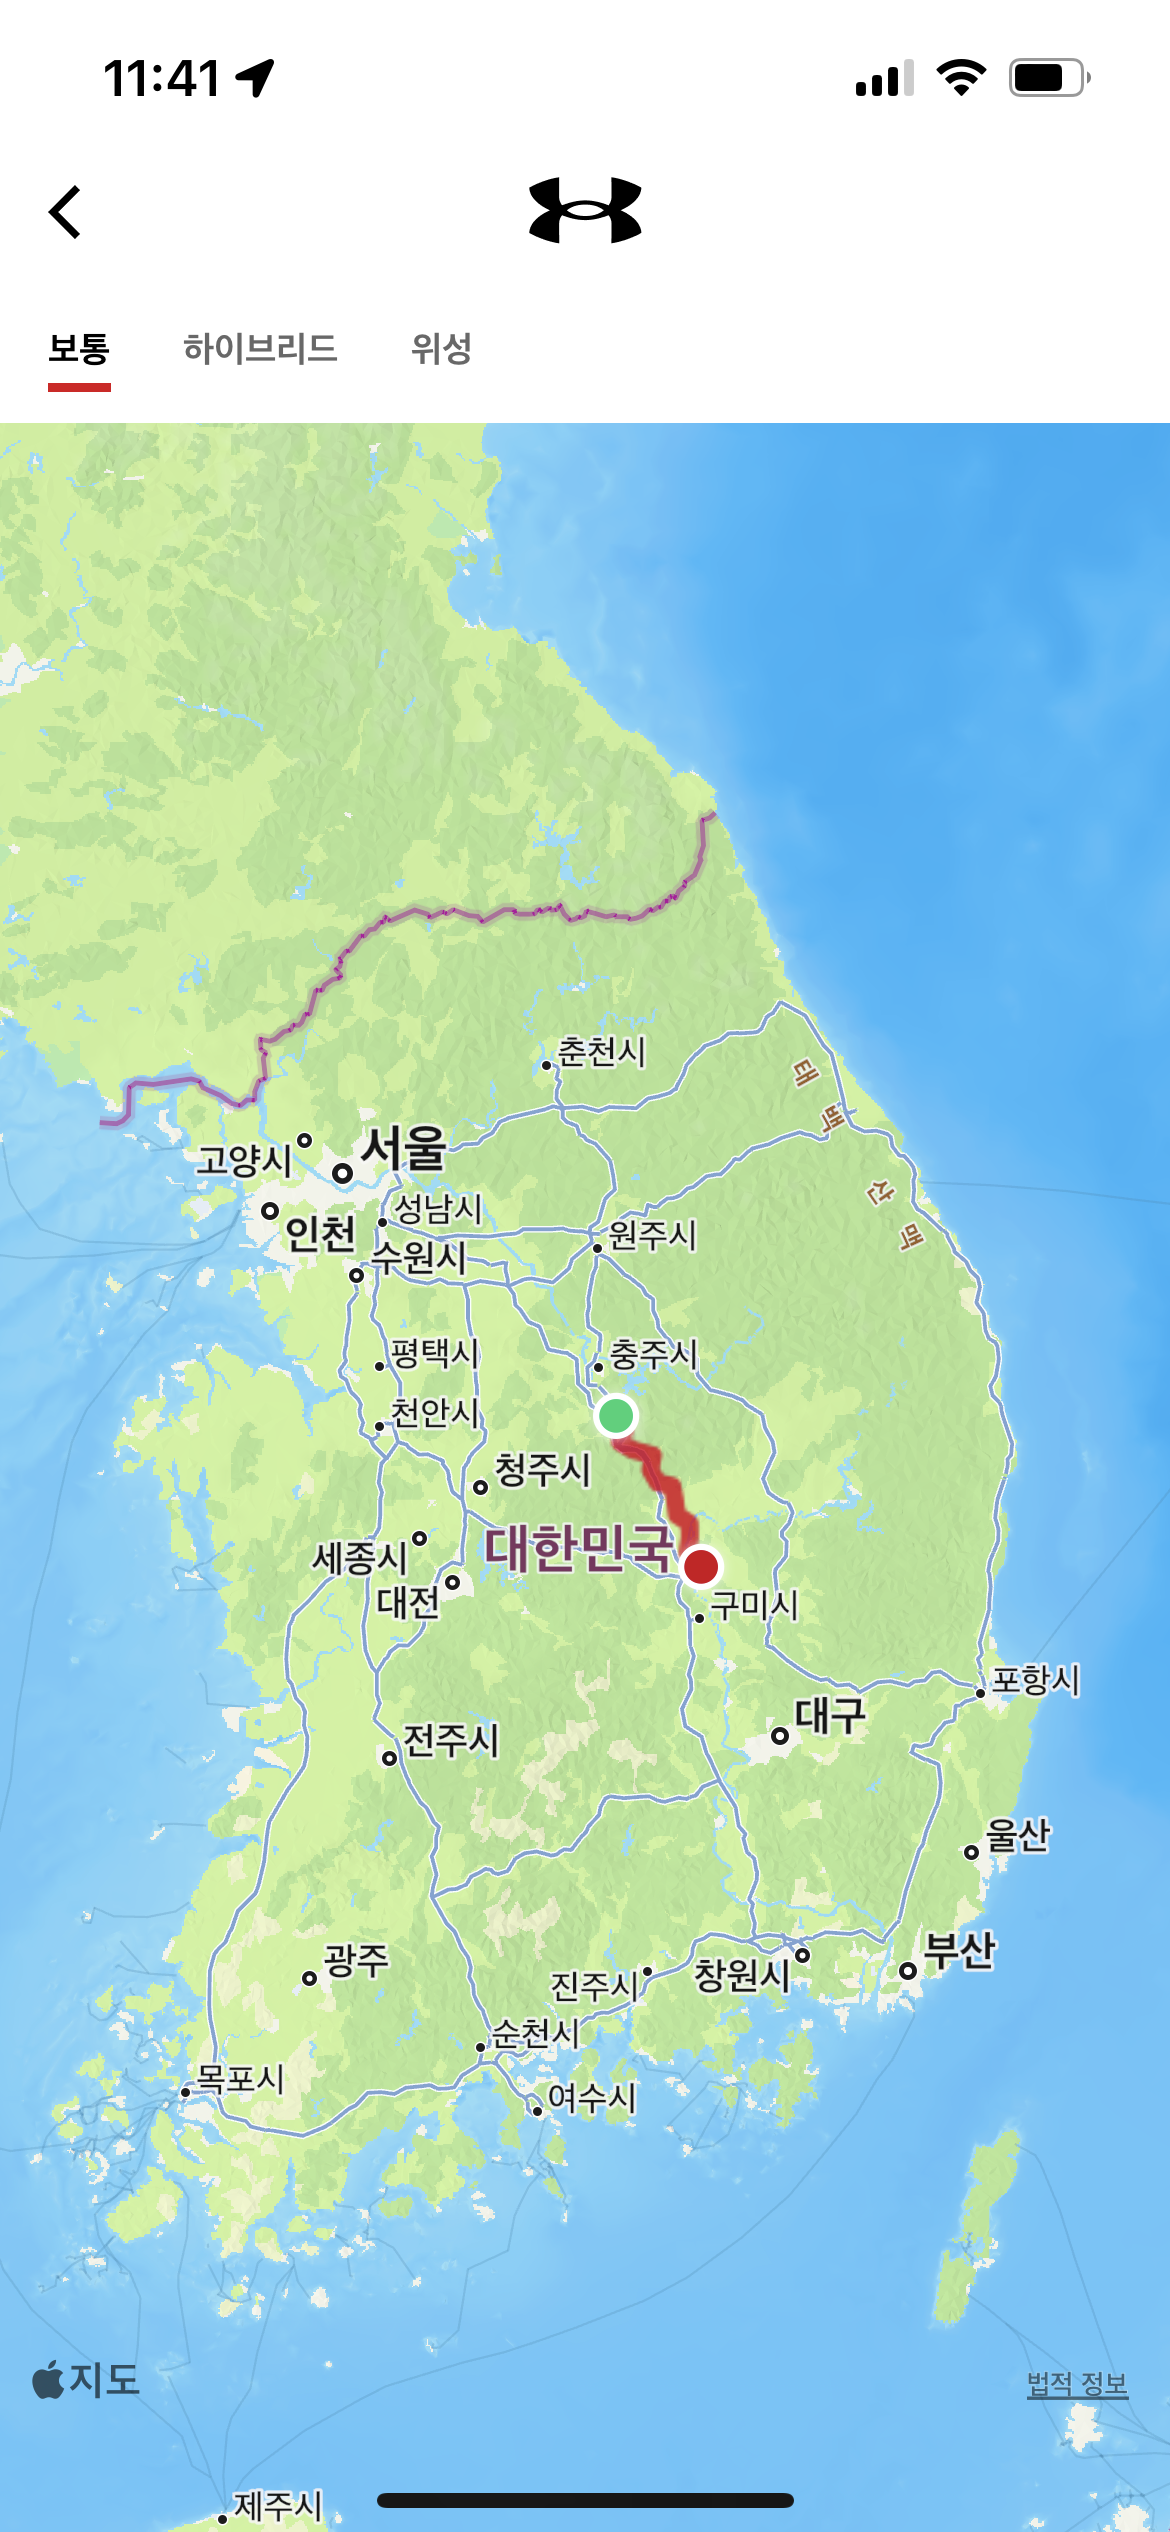 11:41
보통 하이브리드 위성
춘천시
태백산맥
고양시
서울
인천
성남시
수원시
원주시
평택시
충주시
천안시
청주시
대한민국
세종시
대전
구미시
포항시
대구
전주시
울산
부산
광주
진주시
창원시
순천시
목포시
여수시
지도
법적 정보
제주시